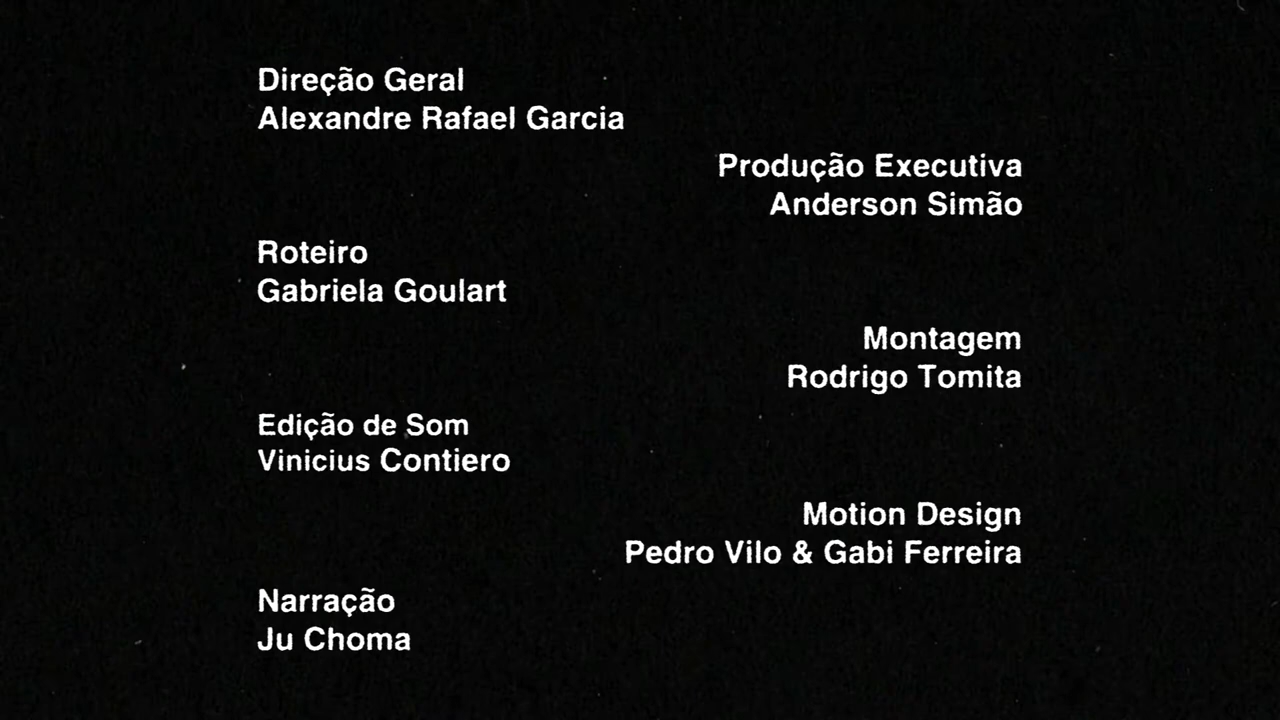 Direção Geral
Alexandre Rafael Garcia
Produção Executiva
Anderson Simão
Roteiro
Gabriela Goulart
Montagem
Rodrigo Tomita
Edição de Som
Vinicius Contiero
Motion Design
Pedro Vilo & Gabi Ferreira
Narração
Ju Choma